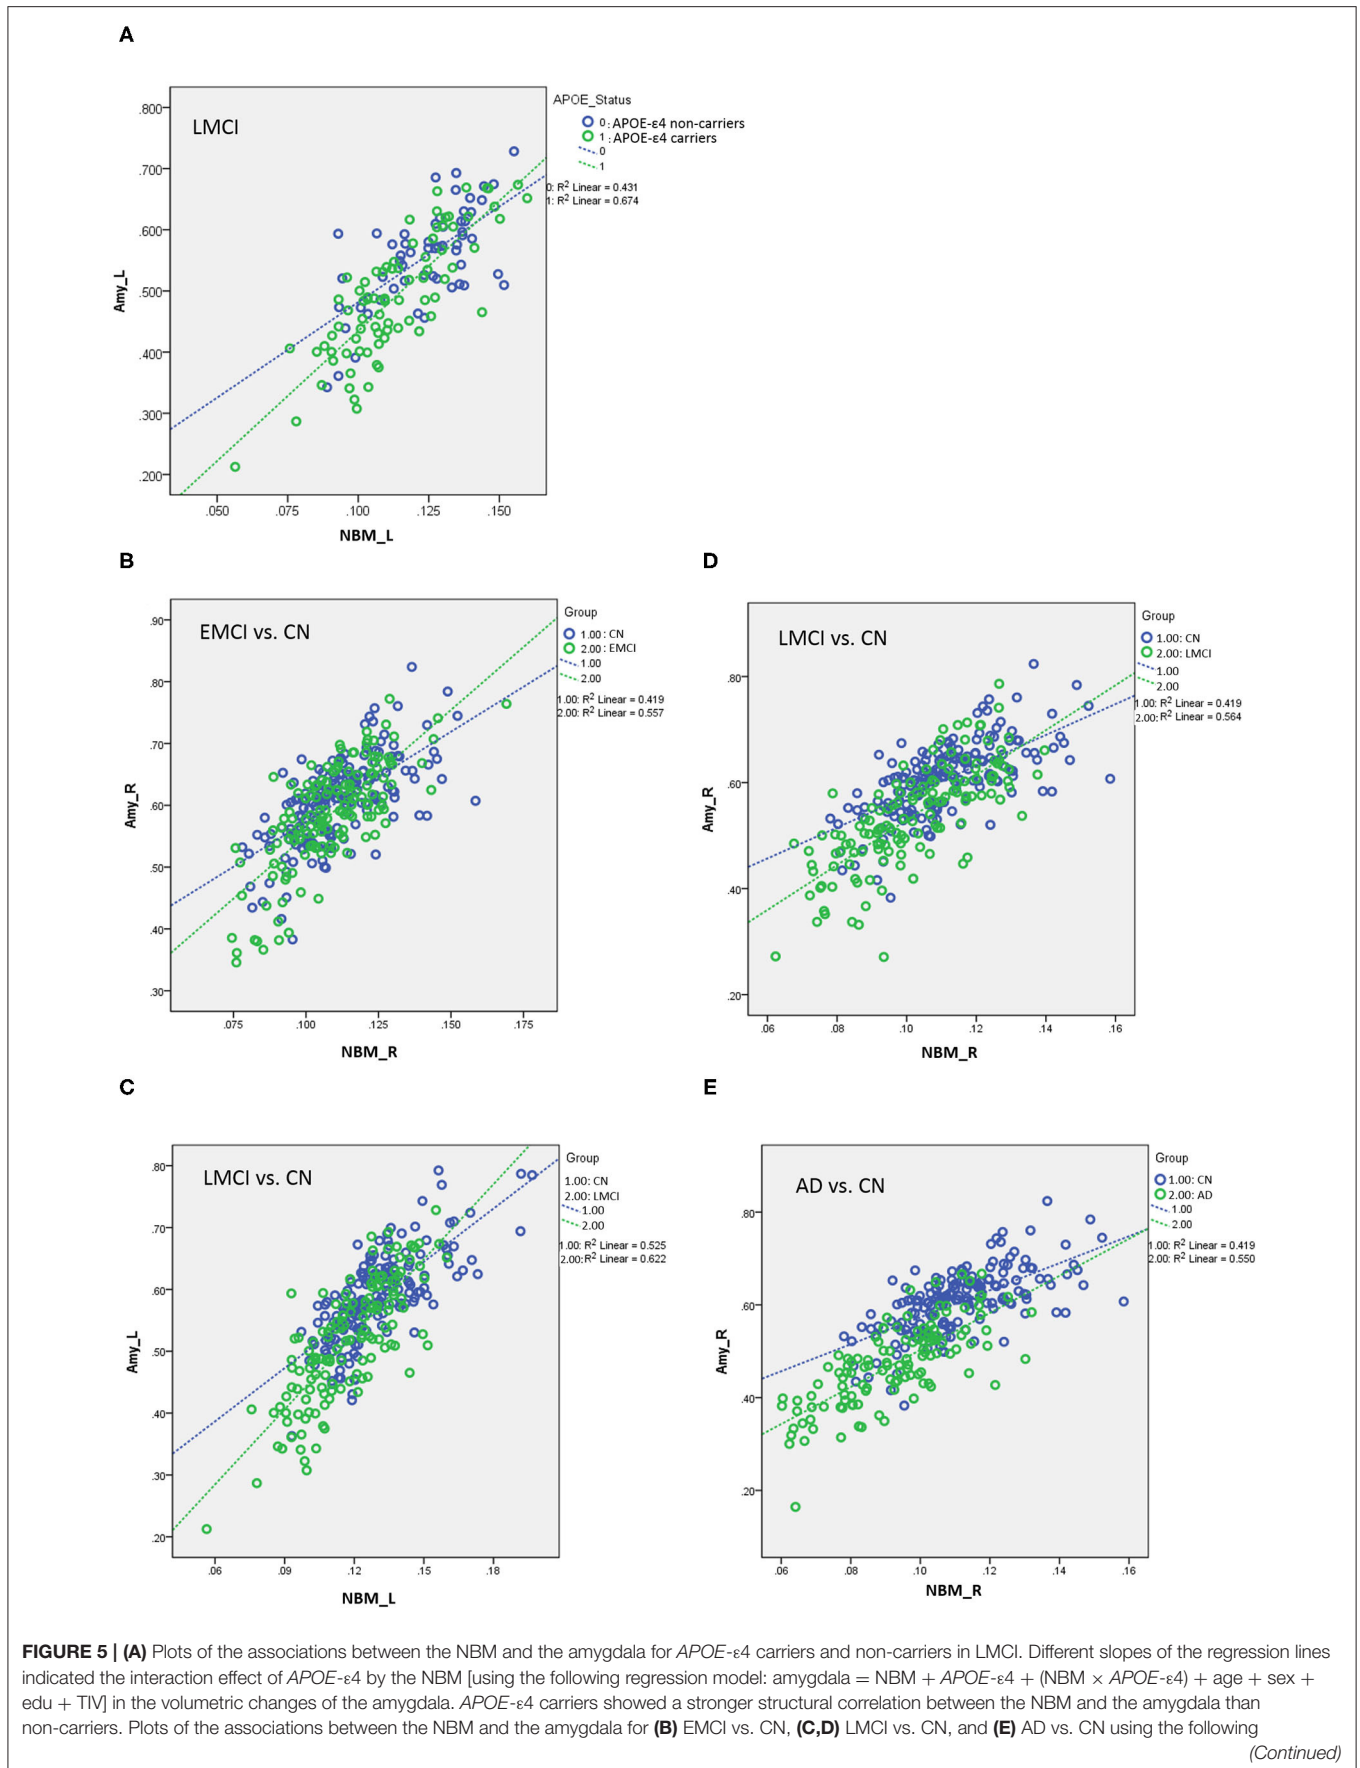 A
LMCI
APOE_Status
0: APOE-ε4 non-carriers
1: APOE-ε4 carriers
0
1
0: R² Linear = 0.431
1: R² Linear = 0.674
.800
.700
.600
.500
.400
.300
.200
Amy_L
.050 .075 .100 .125 .150
NBM_L
B
EMCI vs. CN
Group
1.00: CN
2.00: EMCI
1.00
2.00
1.00: R² Linear = 0.419
2.00: R² Linear = 0.557
.90
.80
.70
.60
.50
.40
.30
Amy_R
.075 .100 .125 .150 .175
NBM_R
D
LMCI vs. CN
Group
1.00: CN
2.00: LMCI
1.00
2.00
1.00: R² Linear = 0.419
2.00: R² Linear = 0.564
.80
.60
.40
.20
Amy_R
.06 .08 .10 .12 .14 .16
NBM_R
C
LMCI vs. CN
Group
1.00: CN
2.00: LMCI
1.00
2.00
1.00: R² Linear = 0.525
2.00: R² Linear = 0.622
.80
.70
.60
.50
.40
.30
.20
Amy_L
.06 .09 .12 .15 .18
NBM_L
E
AD vs. CN
Group
1.00: CN
2.00: AD
1.00
2.00
1.00: R² Linear = 0.419
2.00: R² Linear = 0.550
.80
.60
.40
.20
Amy_R
.06 .08 .10 .12 .14 .16
NBM_R
FIGURE 5 | (A) Plots of the associations between the NBM and the amygdala for APOE-ε4 carriers and non-carriers in LMCI. Different slopes of the regression lines
indicated the interaction effect of APOE-ε4 by the NBM [using the following regression model: amygdala = NBM + APOE-ε4 + (NBM × APOE-ε4) + age + sex +
edu + TIV] in the volumetric changes of the amygdala. APOE-ε4 carriers showed a stronger structural correlation between the NBM and the amygdala than
non-carriers. Plots of the associations between the NBM and the amygdala for (B) EMCI vs. CN, (C,D) LMCI vs. CN, and (E) AD vs. CN using the following
(Continued)